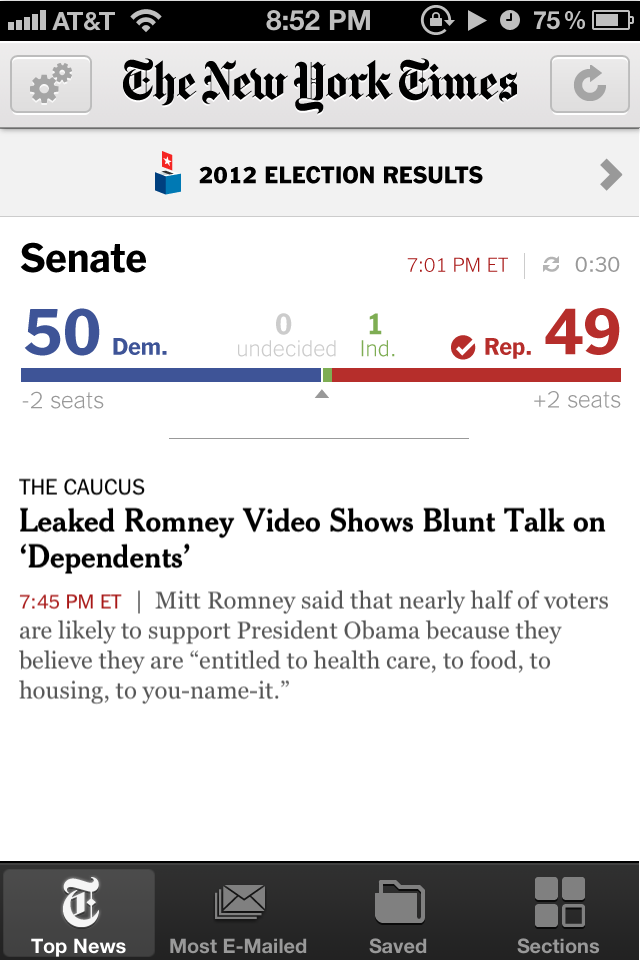 AT&T 8:52 PM 75%
The New York Times
2012 ELECTION RESULTS
Senate 7:01 PM ET 0:30
50 Dem. 0 undecided 1 Ind. Rep. 49
-2 seats +2 seats
THE CAUCUS
Leaked Romney Video Shows Blunt Talk on
‘Dependents’
7:45 PM ET | Mitt Romney said that nearly half of voters
are likely to support President Obama because they
believe they are “entitled to health care, to food, to
housing, to you-name-it.”
Top News Most E-Mailed Saved Sections